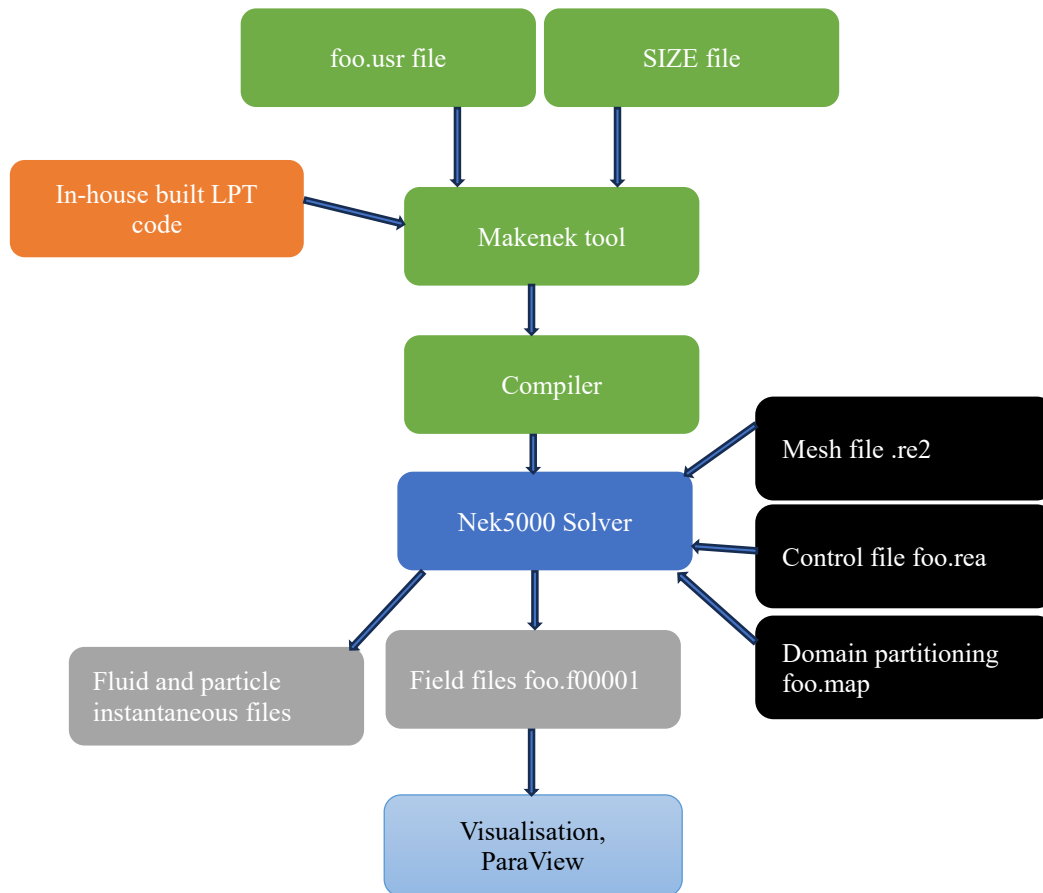 foo.usr file
SIZE file
In-house built LPT
code
Makenek tool
Compiler
Mesh file .re2
Nek5000 Solver
Control file foo.rea
Domain partitioning
foo.map
Fluid and particle
instantaneous files
Field files foo.f00001
Visualisation,
ParaView